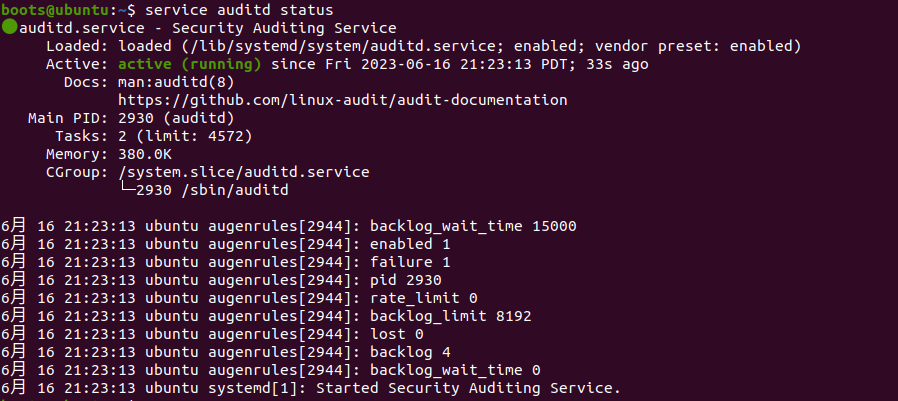 boots@ubuntu:~$ service auditd status
●auditd.service - Security Auditing Service
     Loaded: loaded (/lib/systemd/system/auditd.service; enabled; vendor preset: enabled)
     Active: active (running) since Fri 2023-06-16 21:23:13 PDT; 33s ago
       Docs: man:auditd(8)
             https://github.com/linux-audit/audit-documentation
   Main PID: 2930 (auditd)
      Tasks: 2 (limit: 4572)
     Memory: 380.0K
     CGroup: /system.slice/auditd.service
             └─2930 /sbin/auditd
6月 16 21:23:13 ubuntu augenrules[2944]: backlog_wait_time 15000
6月 16 21:23:13 ubuntu augenrules[2944]: enabled 1
6月 16 21:23:13 ubuntu augenrules[2944]: failure 1
6月 16 21:23:13 ubuntu augenrules[2944]: pid 2930
6月 16 21:23:13 ubuntu augenrules[2944]: rate_limit 0
6月 16 21:23:13 ubuntu augenrules[2944]: backlog_limit 8192
6月 16 21:23:13 ubuntu augenrules[2944]: lost 0
6月 16 21:23:13 ubuntu augenrules[2944]: backlog 4
6月 16 21:23:13 ubuntu augenrules[2944]: backlog_wait_time 0
6月 16 21:23:13 ubuntu systemd[1]: Started Security Auditing Service.